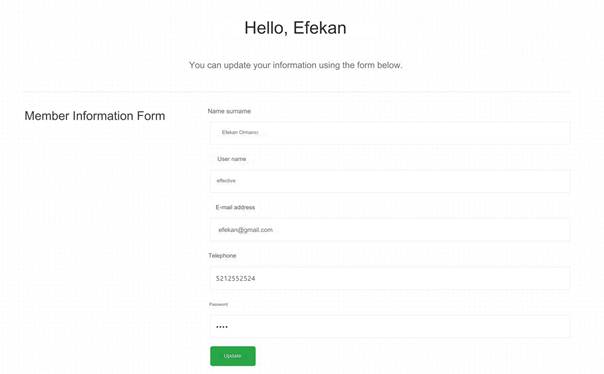 Hello, Efekan
You can update your information using the form below.
Member Information Form
Name surname
Efekan Ormancı
User name
effective
E-mail address
efekan@gmail.com
Telephone
5212552524
Password
••••
Update